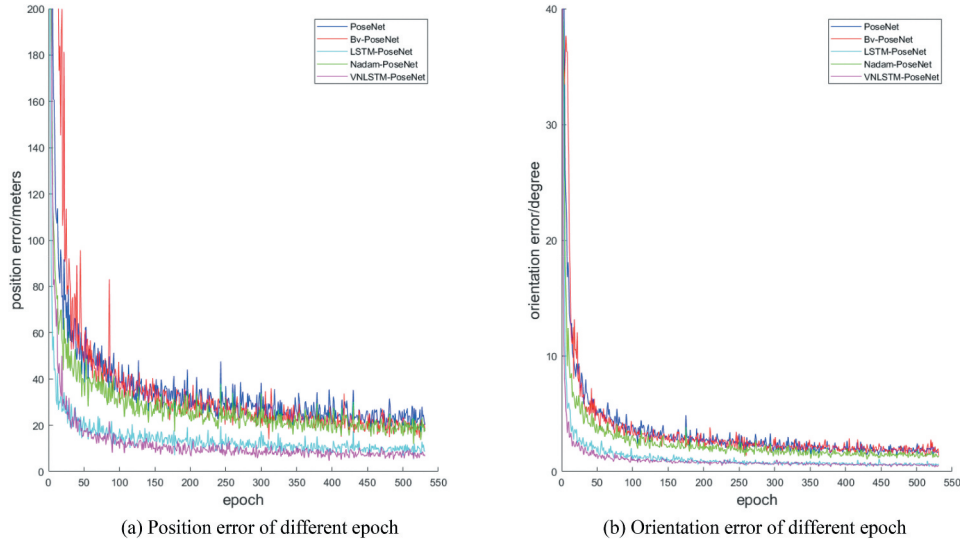 200
180
160
140
120
100
80
60
40
20
0
position error/meters
0 50 100 150 200 250 300 350 400 450 500 550
epoch
PoseNet
Bv-PoseNet
LSTM-PoseNet
Nadam-PoseNet
VNLSTM-PoseNet
(a) Position error of different epoch
40
30
20
10
0
orientation error/degree
0 50 100 150 200 250 300 350 400 450 500 550
epoch
PoseNet
Bv-PoseNet
LSTM-PoseNet
Nadam-PoseNet
VNLSTM-PoseNet
(b) Orientation error of different epoch